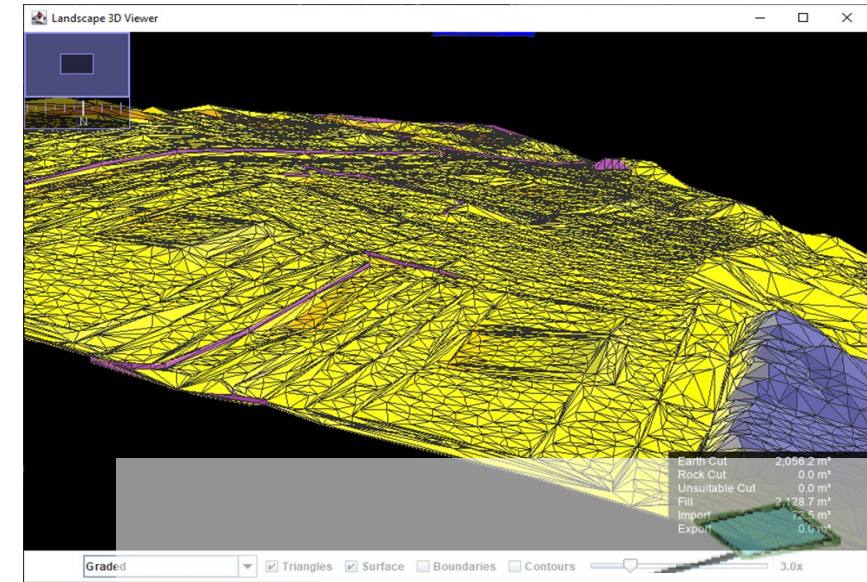 Landscape 3D Viewer
N
Earth Cut 2,056.2 m³
Rock Cut 0.0 m³
Unsuitable Cut 0.0 m³
Fill 2,128.7 m³
Import 72.5 m³
Export 0.0 m³
Graded Triangles Surface Boundaries Contours 3.0x